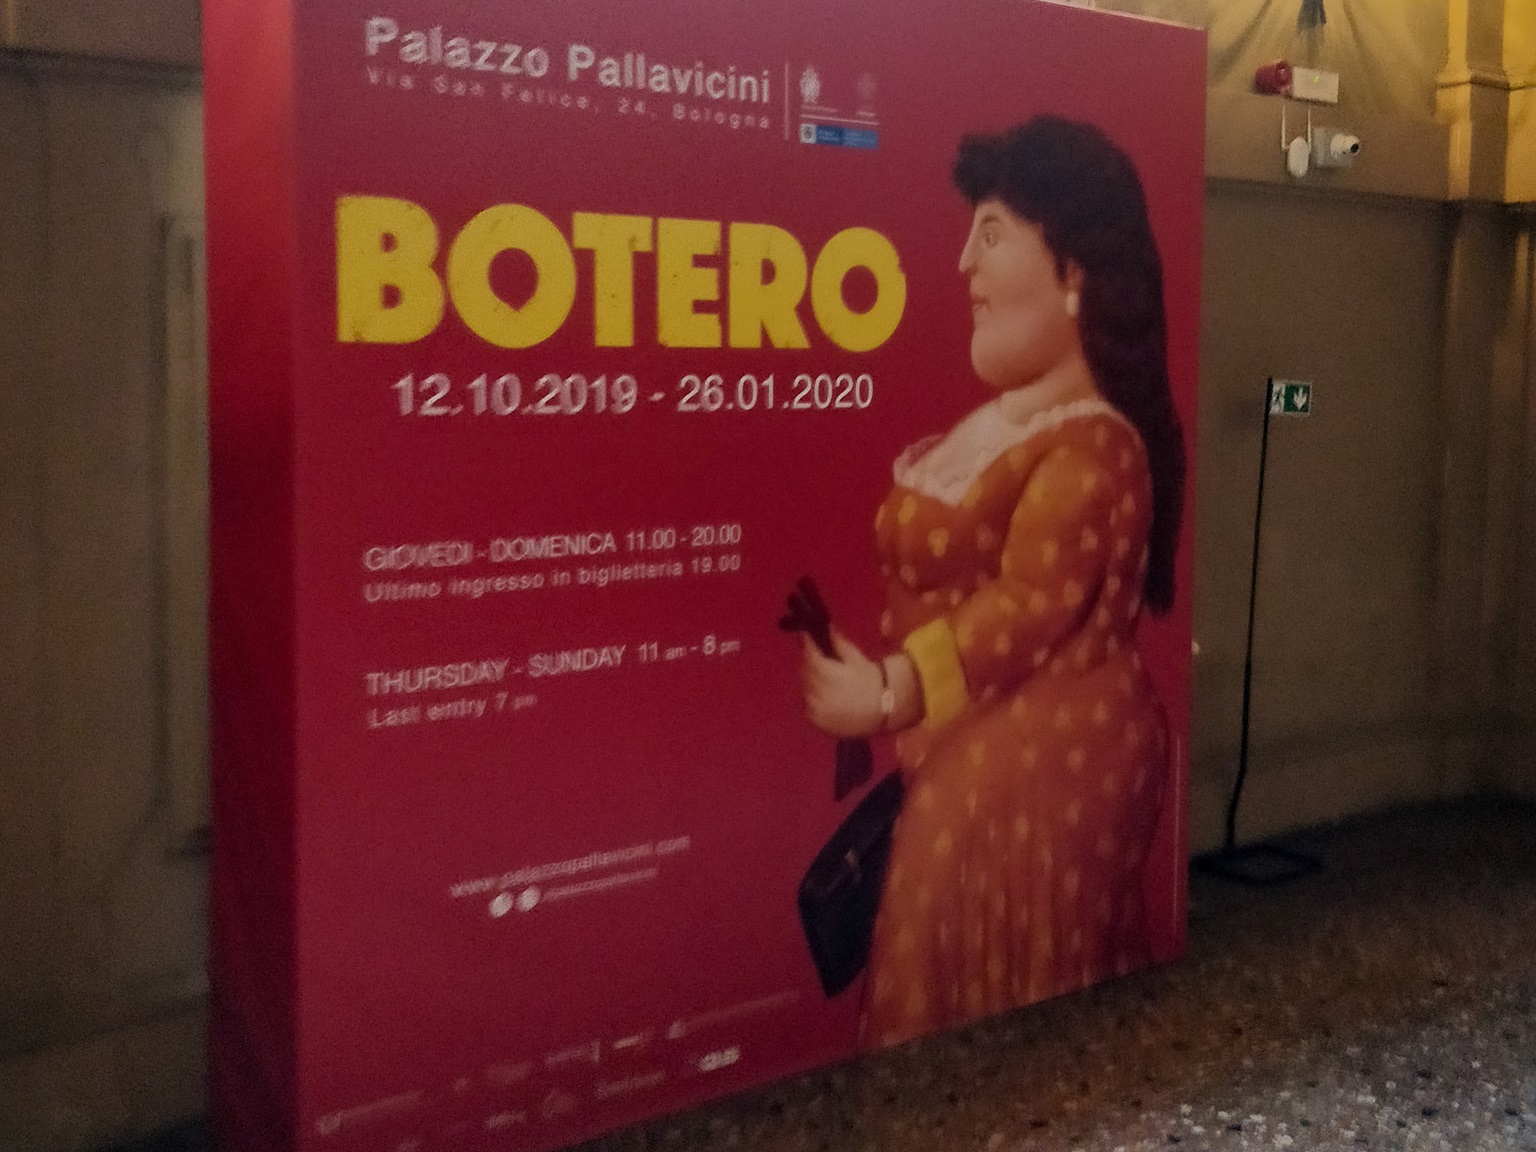 Palazzo Pallavicini
Via San Felice, 24, Bologna
BOTERO
12.10.2019 - 26.01.2020
GIOVEDI - DOMENICA 11.00 - 20.00
Ultimo ingresso in biglietteria 19.00
THURSDAY - SUNDAY 11 am - 8 pm
Last entry 7 pm
www.palazzopallavicini.com